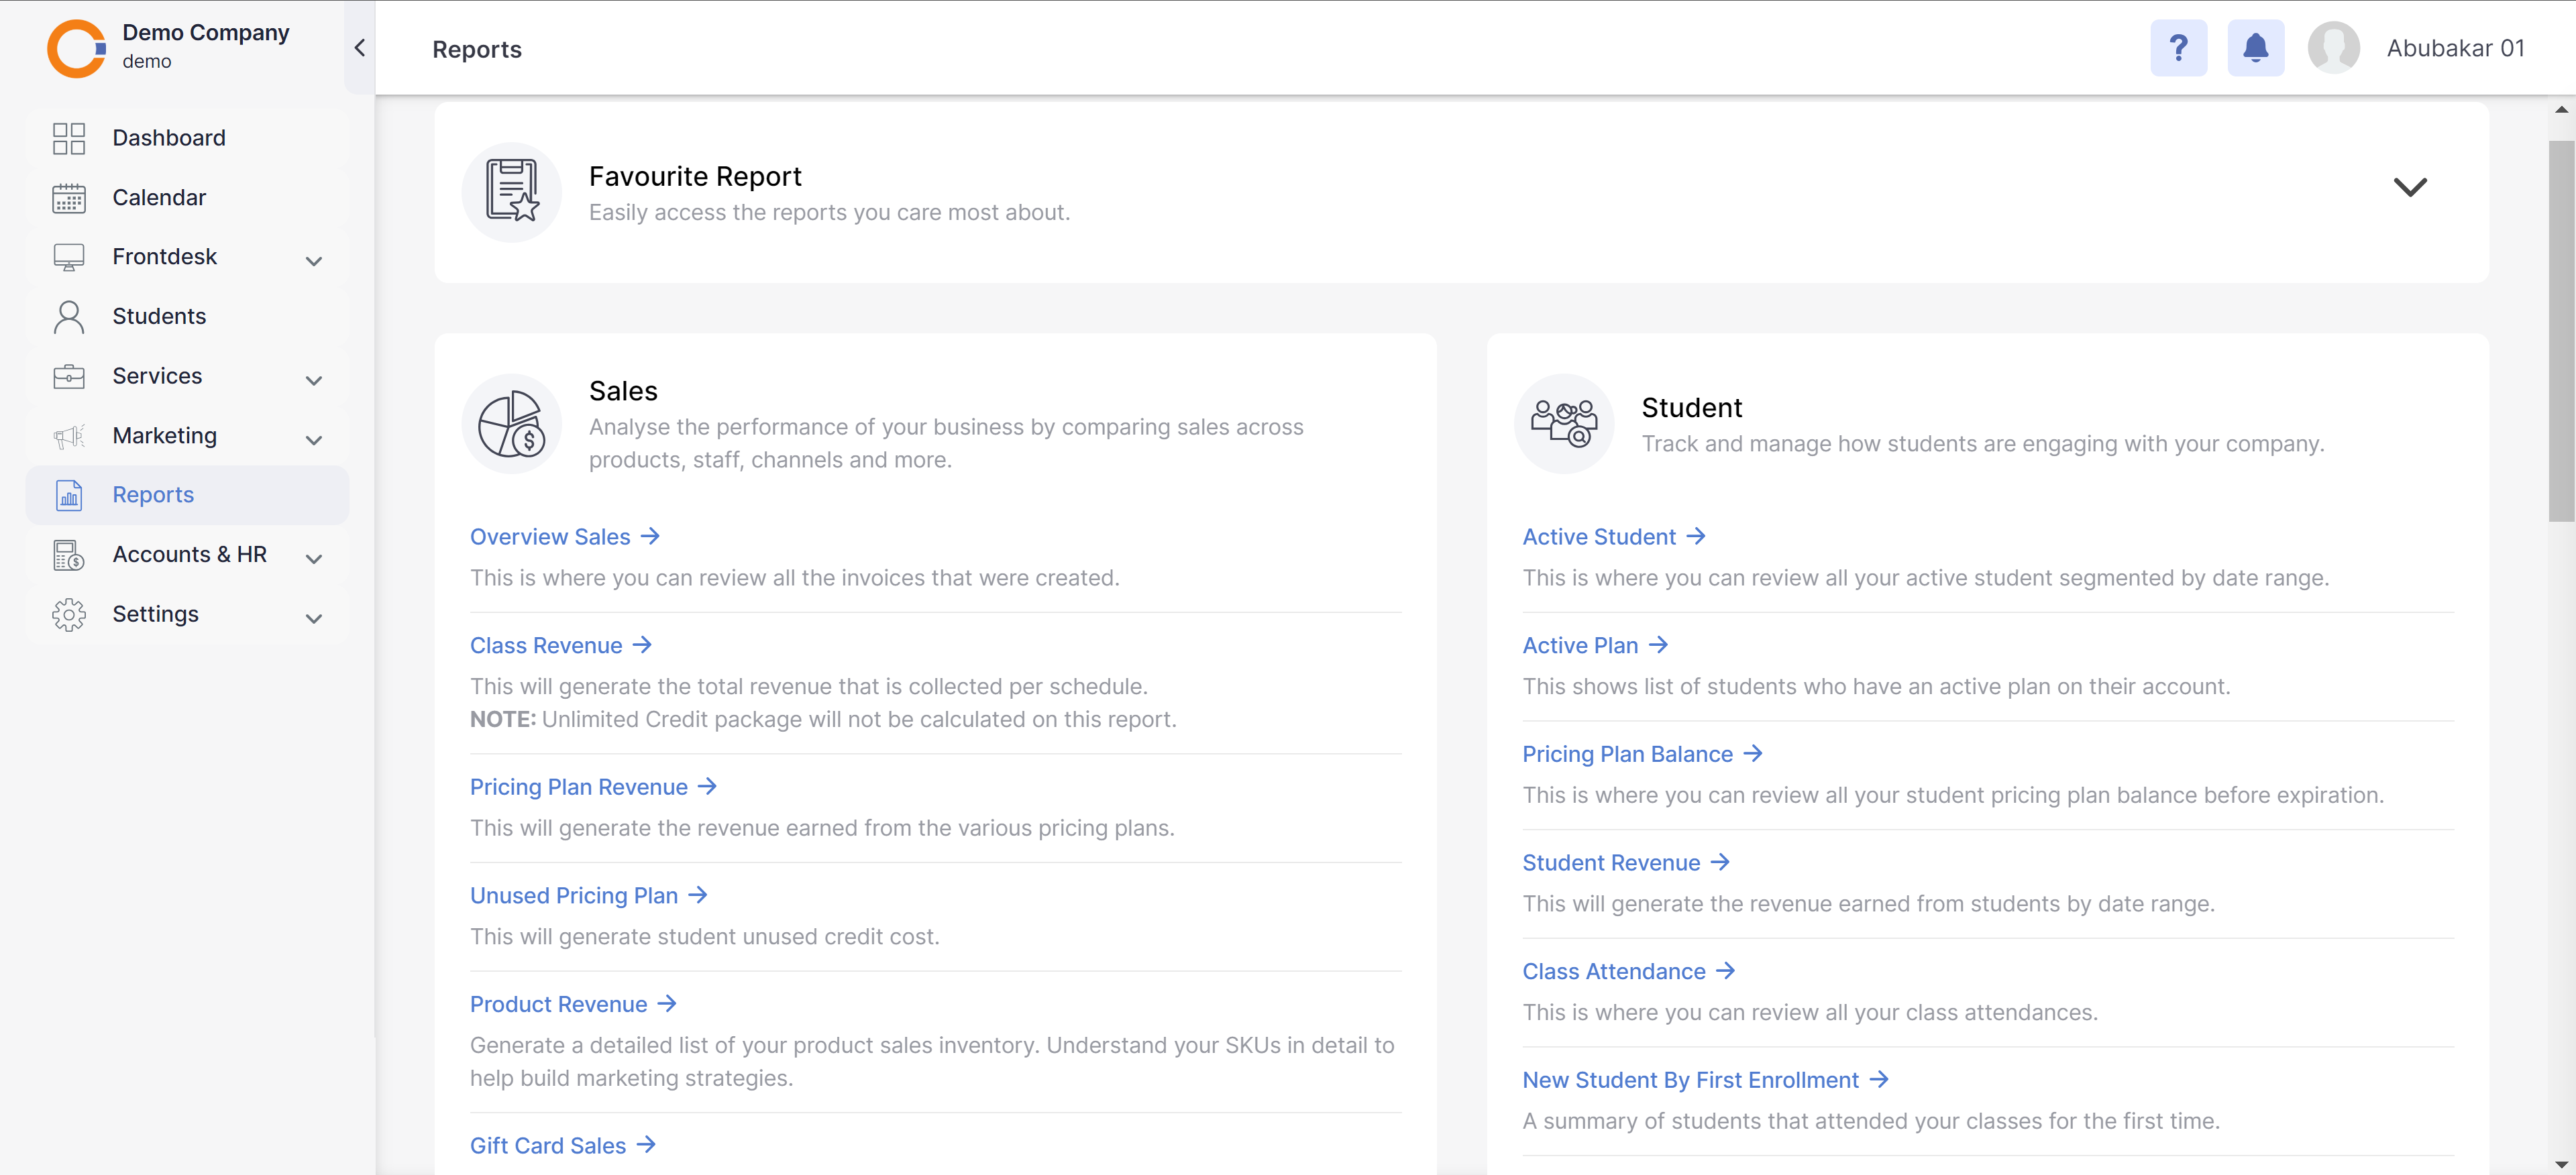 Demo Company
demo
Reports
?
Abubakar 01
Dashboard
Calendar
Frontdesk
Students
Services
Marketing
Reports
Accounts & HR
Settings
Favourite Report
Easily access the reports you care most about.
Sales
Analyse the performance of your business by comparing sales across
products, staff, channels and more.
Overview Sales →
This is where you can review all the invoices that were created.
Class Revenue →
This will generate the total revenue that is collected per schedule.
NOTE: Unlimited Credit package will not be calculated on this report.
Pricing Plan Revenue →
This will generate the revenue earned from the various pricing plans.
Unused Pricing Plan →
This will generate student unused credit cost.
Product Revenue →
Generate a detailed list of your product sales inventory. Understand your SKUs in detail to
help build marketing strategies.
Gift Card Sales →
Student
Track and manage how students are engaging with your company.
Active Student →
This is where you can review all your active student segmented by date range.
Active Plan →
This shows list of students who have an active plan on their account.
Pricing Plan Balance →
This is where you can review all your student pricing plan balance before expiration.
Student Revenue →
This will generate the revenue earned from students by date range.
Class Attendance →
This is where you can review all your class attendances.
New Student By First Enrollment →
A summary of students that attended your classes for the first time.